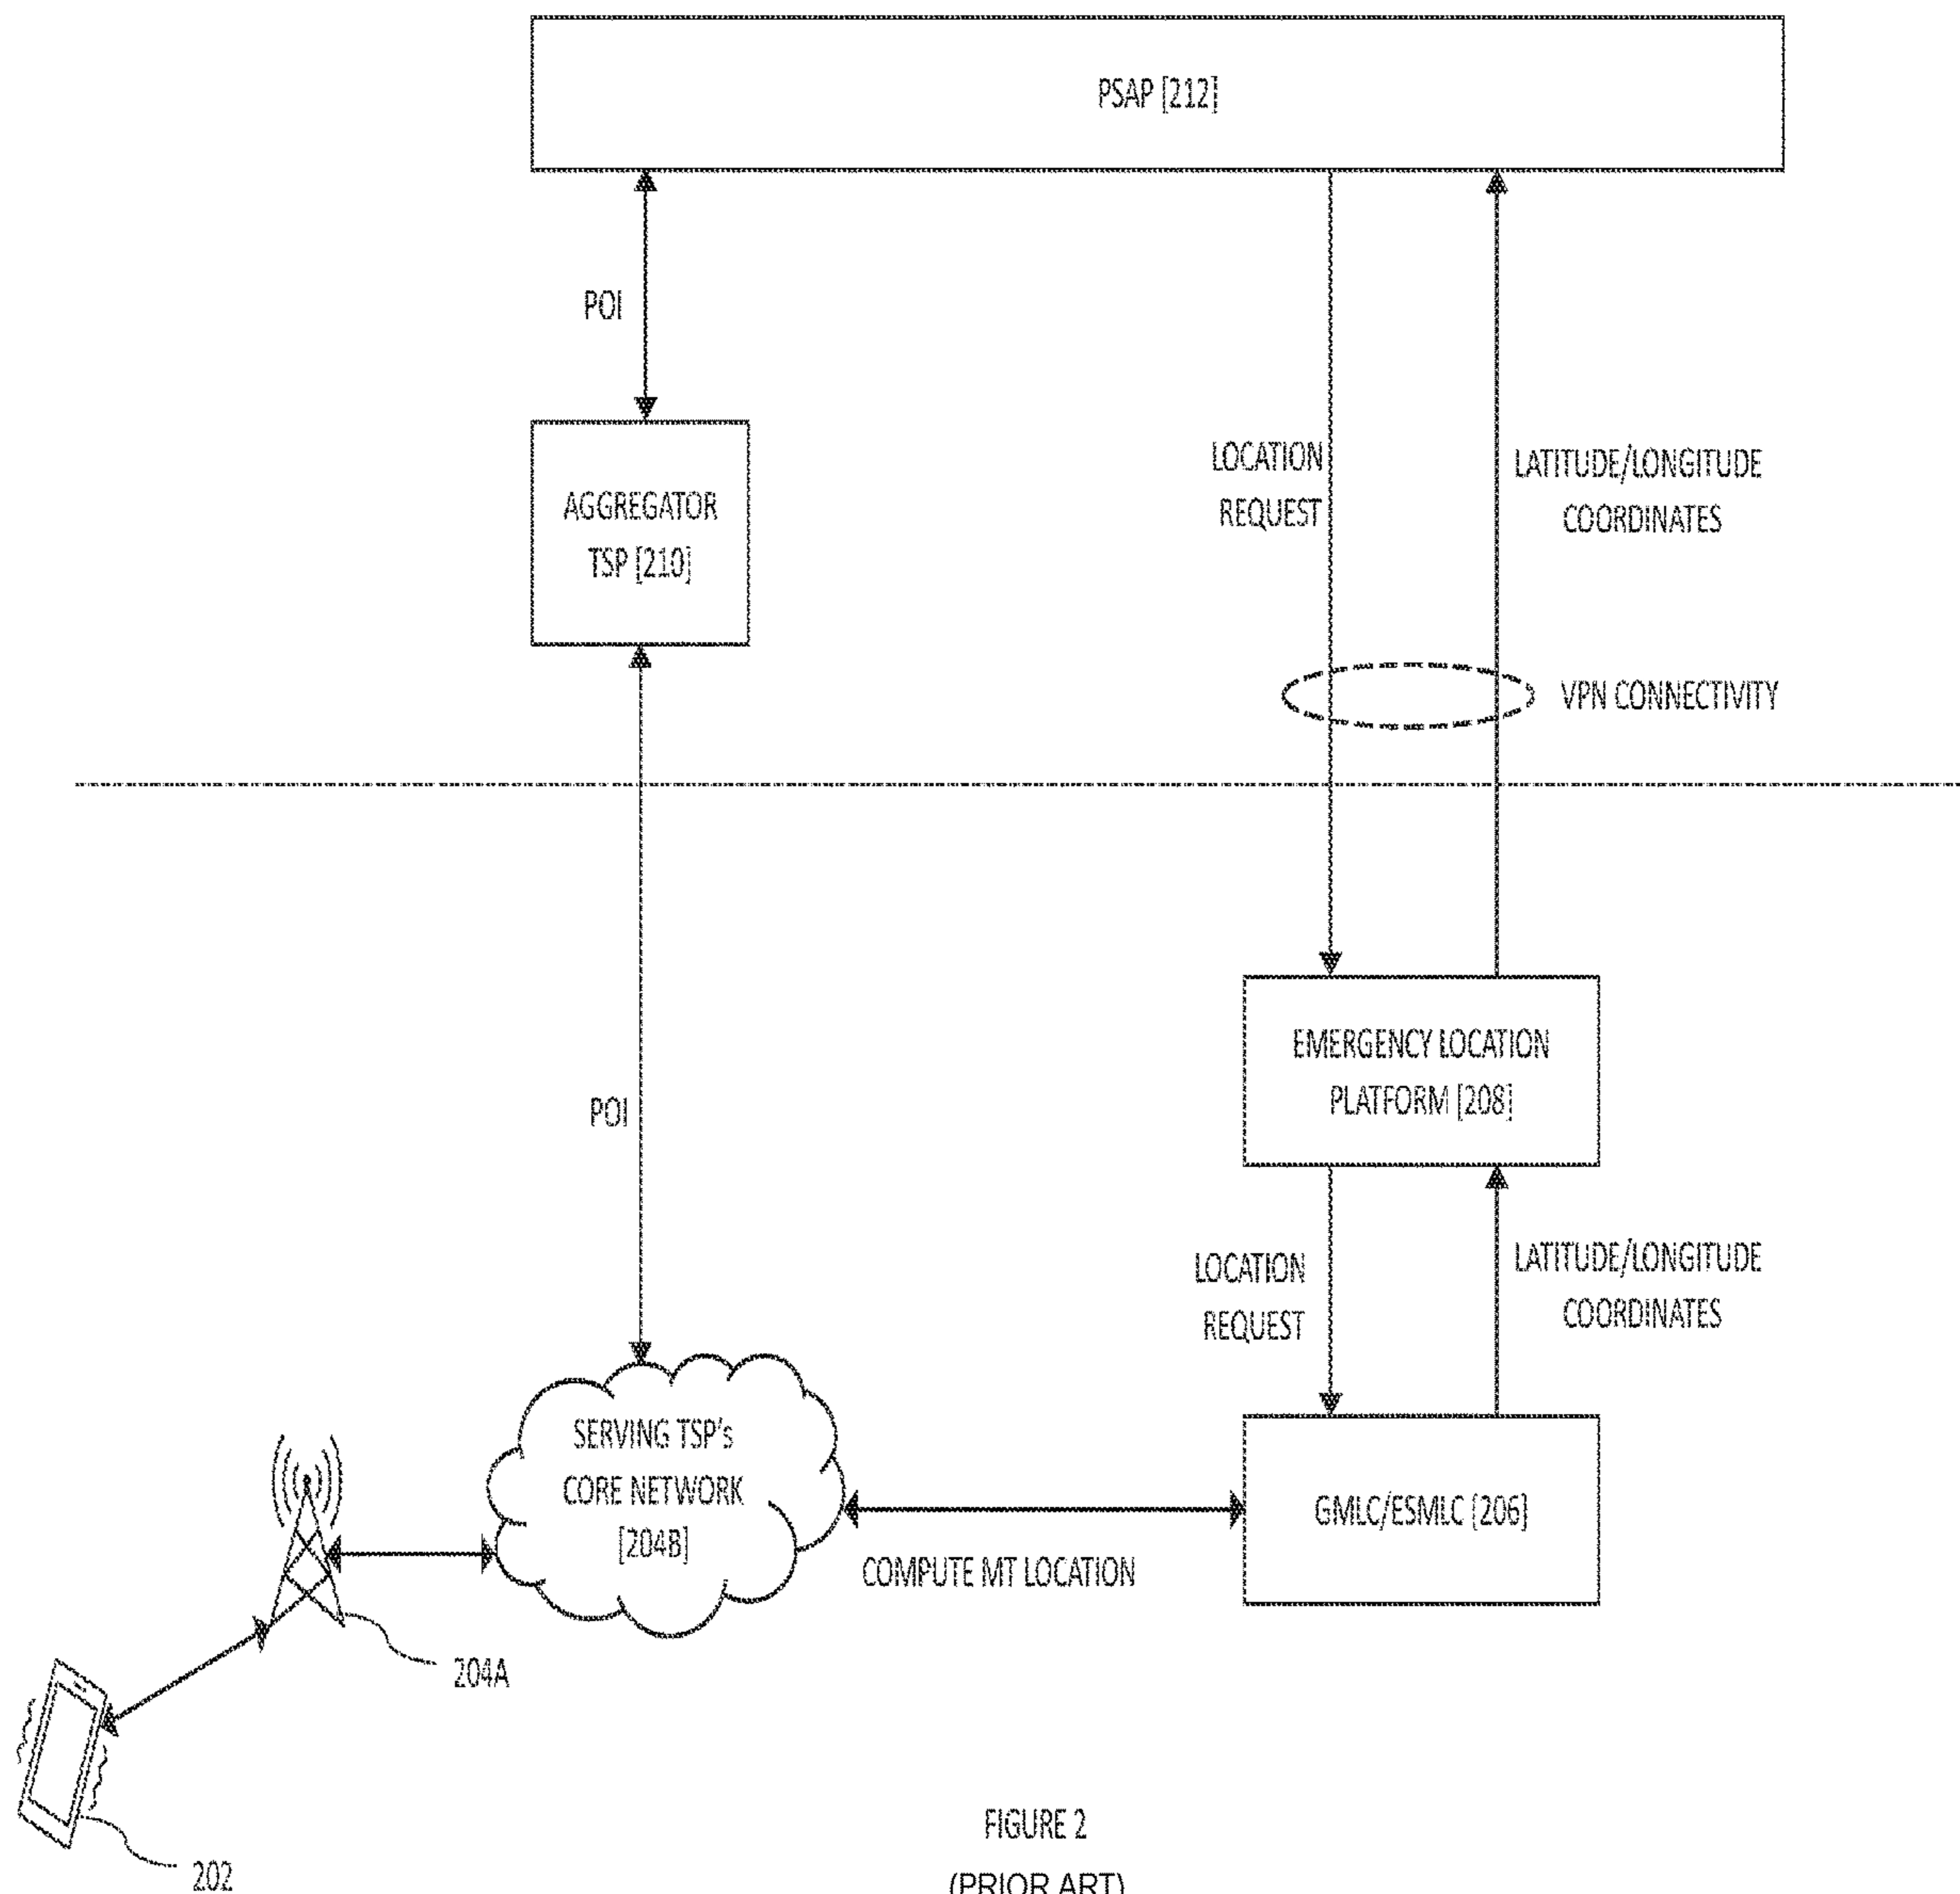 PSAP [212]
POI
AGGREGATOR
TSP [210]
LOCATION
REQUEST
LATITUDE/LONGITUDE
COORDINATES
VPN CONNECTIVITY
POI
EMERGENCY LOCATION
PLATFORM [208]
LOCATION
REQUEST
LATITUDE/LONGITUDE
COORDINATES
SERVING TSP's
CORE NETWORK
[204B]
GMLC/ESMLC [206]
COMPUTE MT LOCATION
204A
202
FIGURE 2
(PRIOR ART)